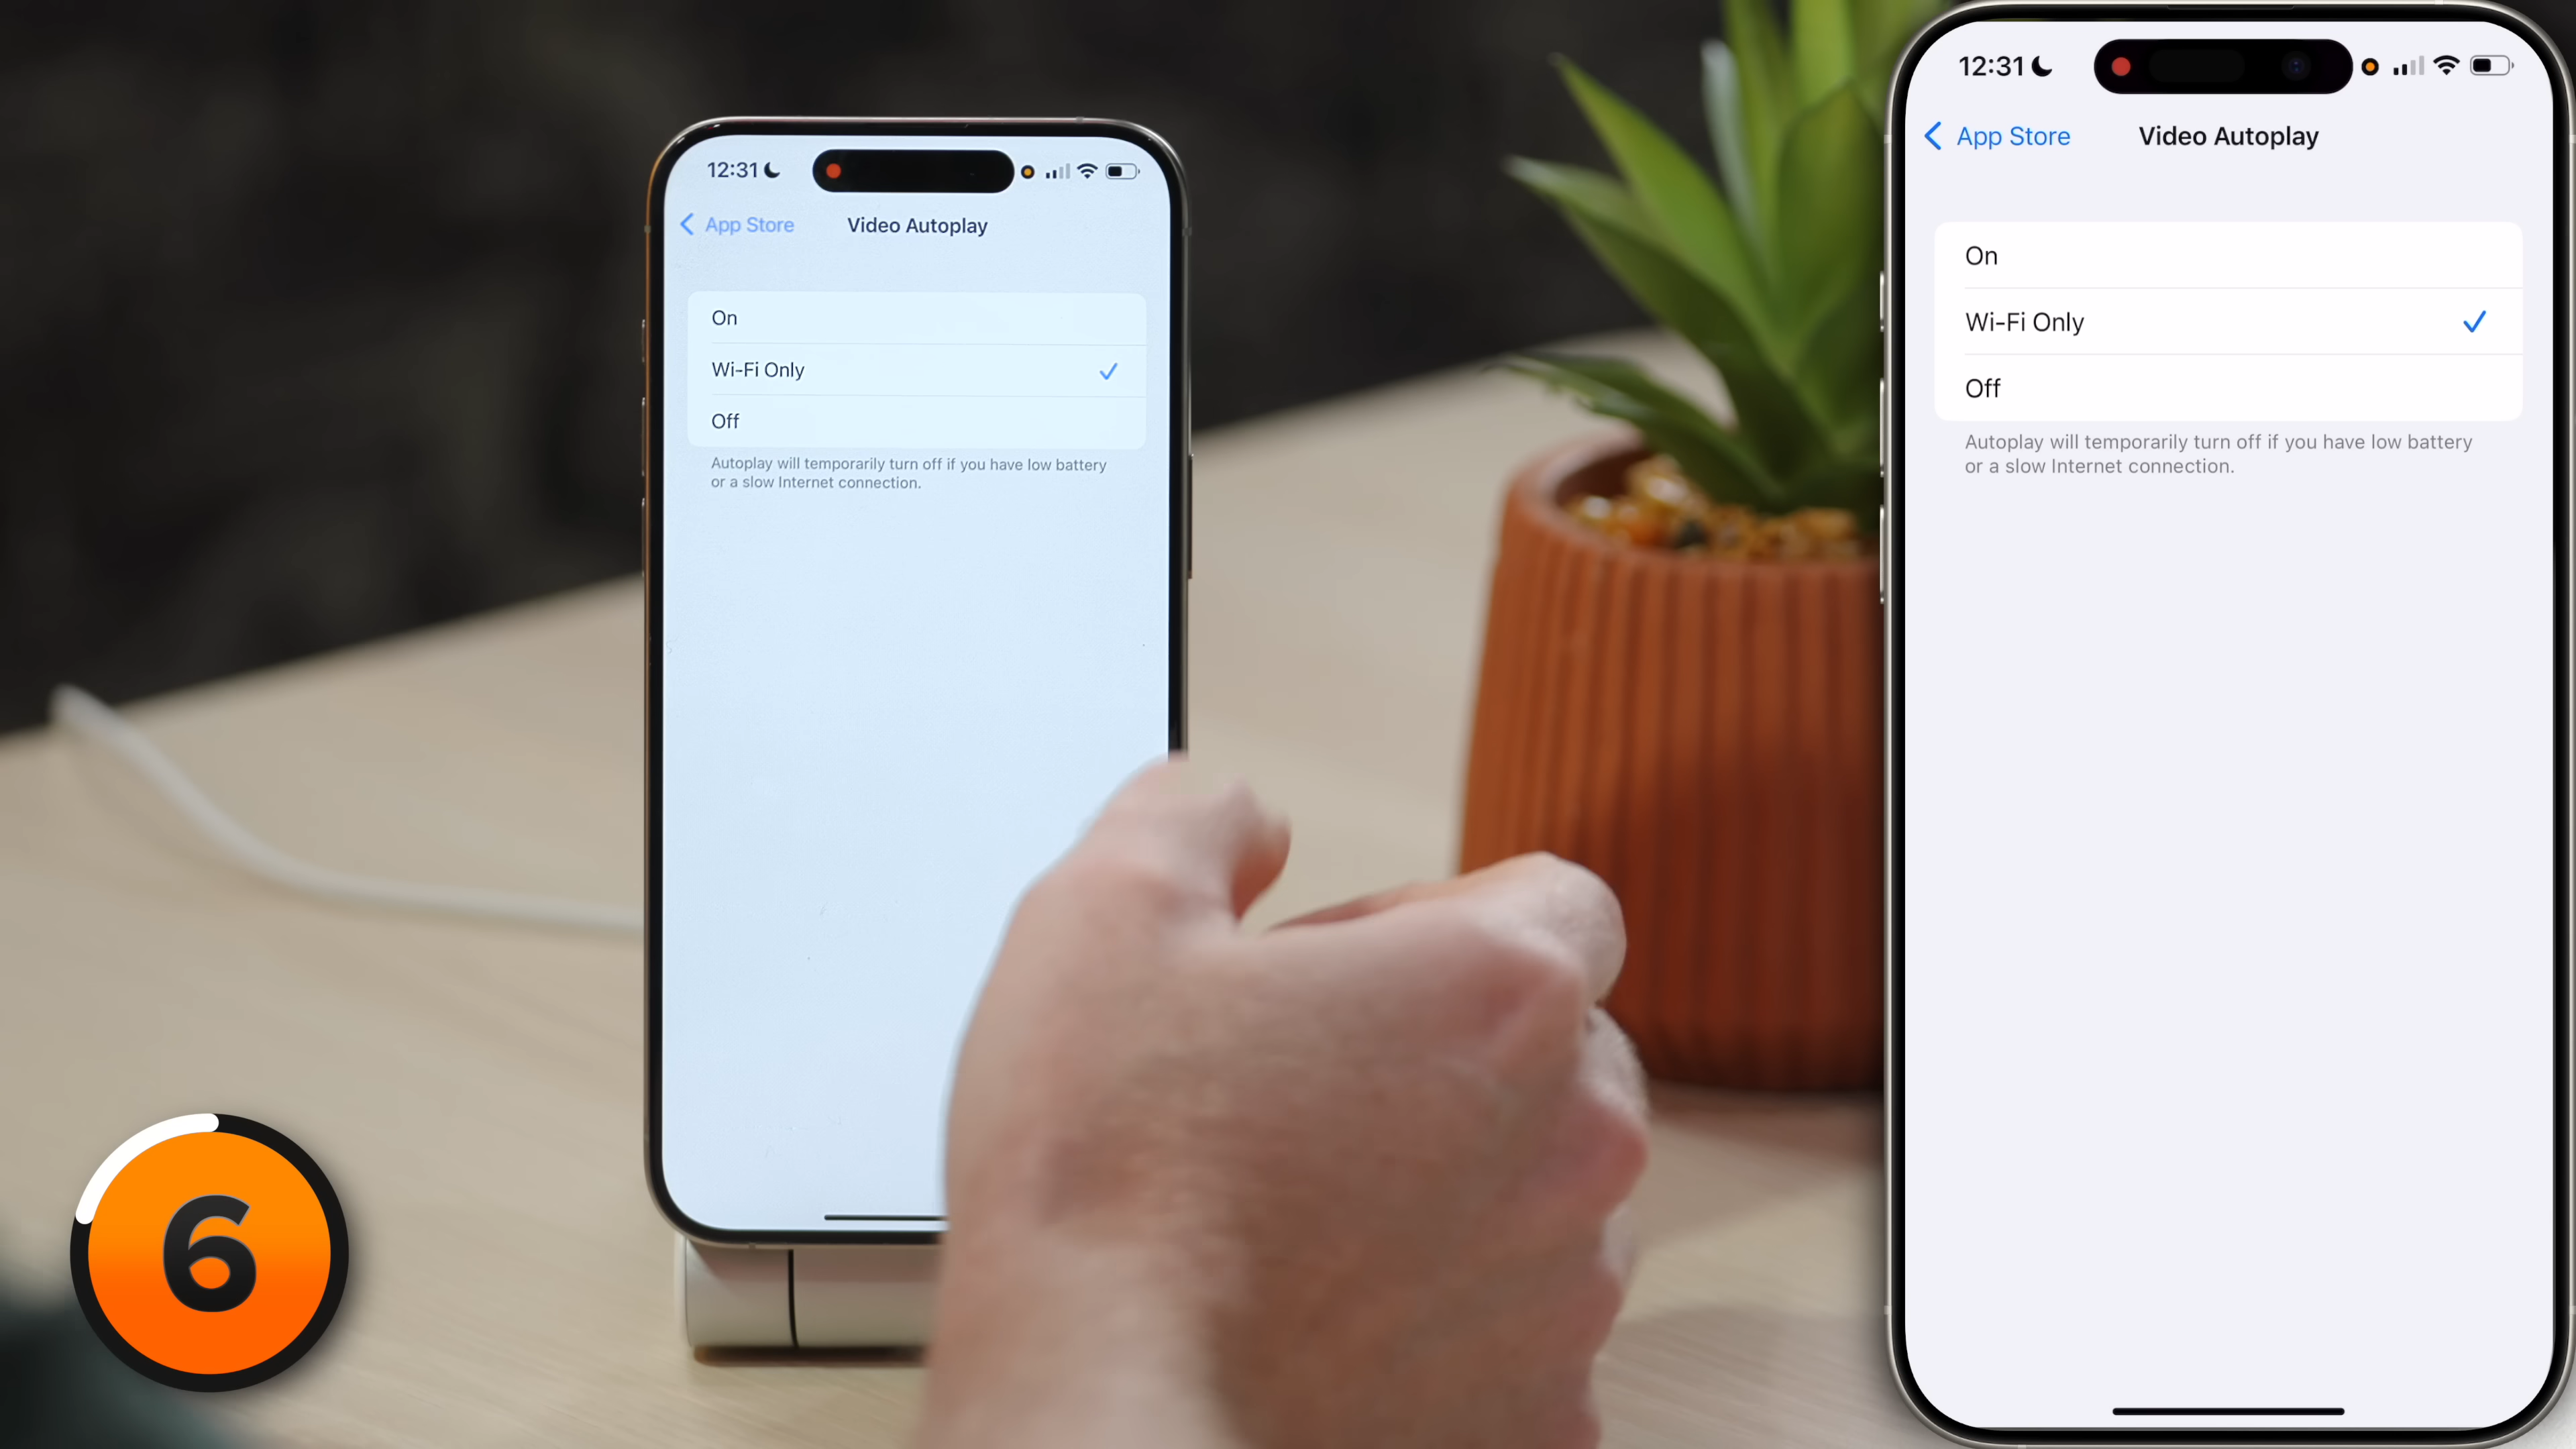 12:31
App Store
Video Autoplay
On
Wi-Fi Only
Off
Autoplay will temporarily turn off if you have low battery
or a slow Internet connection.
6
12:31
App Store
Video Autoplay
On
Wi-Fi Only
Off
Autoplay will temporarily turn off if you have low battery
or a slow Internet connection.